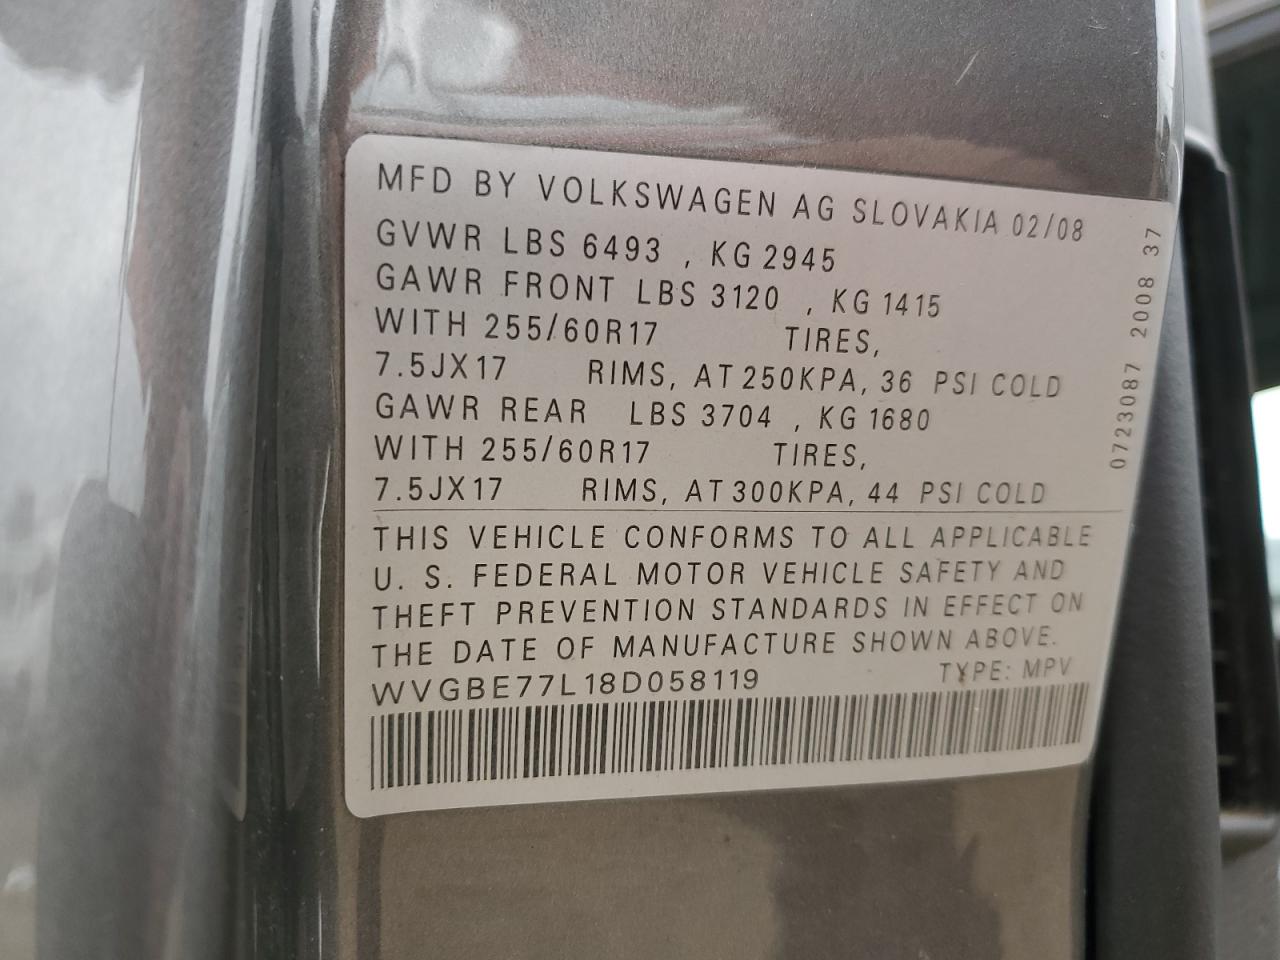 MFD BY VOLKSWAGEN AG SLOVAKIA 02/08
GVWR LBS 6493 , KG 2945
GAWR FRONT LBS 3120 , KG 1415
WITH 255/60R17 TIRES,
7.5JX17 RIMS, AT 250KPA, 36 PSI COLD
GAWR REAR LBS 3704 , KG 1680
WITH 255/60R17 TIRES,
7.5JX17 RIMS, AT 300KPA, 44 PSI COLD
THIS VEHICLE CONFORMS TO ALL APPLICABLE
U. S. FEDERAL MOTOR VEHICLE SAFETY AND
THEFT PREVENTION STANDARDS IN EFFECT ON
THE DATE OF MANUFACTURE SHOWN ABOVE.
WVGBE77L18D058119 TYPE: MPV
0723087 2008 37